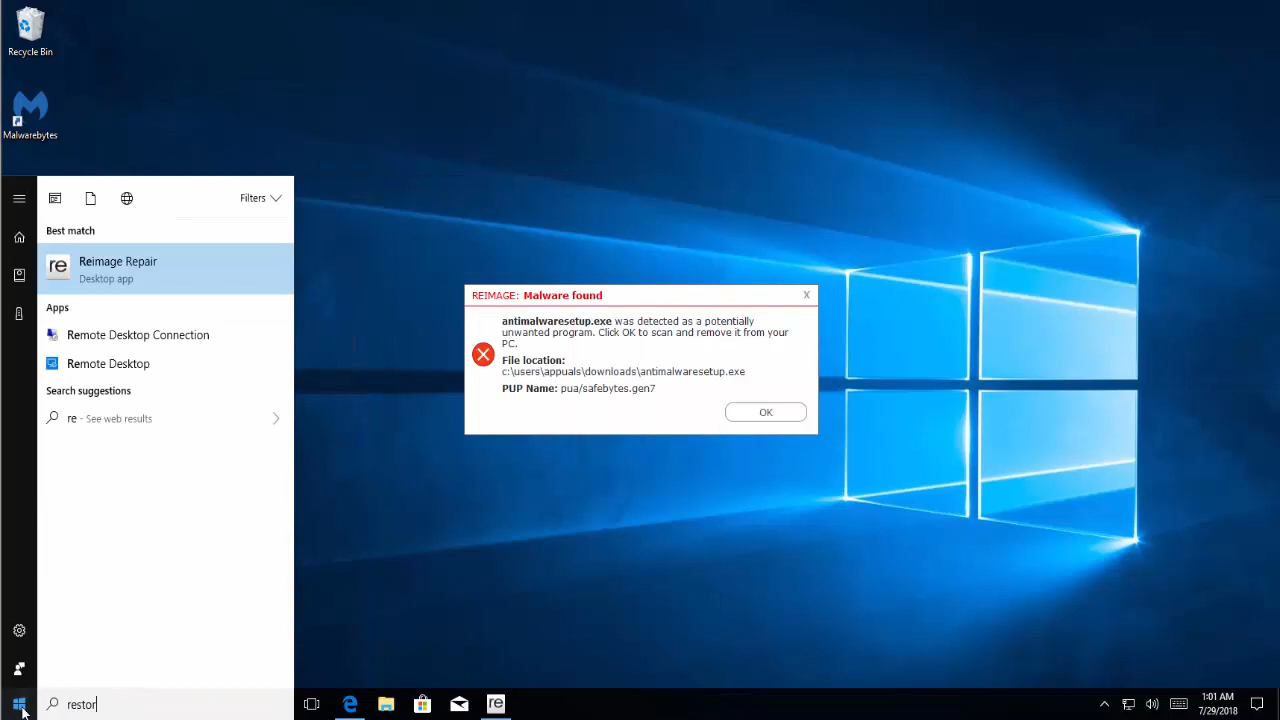 Recycle Bin
Malwarebytes
Filters
Best match
re
Reimage Repair
Desktop app
Apps
Remote Desktop Connection
Remote Desktop
Search suggestions
re - See web results
restor
REIMAGE: Malware found
X
antimalwaresetup.exe was detected as a potentially
unwanted program. Click OK to scan and remove it from your
PC.
File location:
c:\users\appuals\downloads\antimalwaresetup.exe
PUP Name: pua/safebytes.gen7
OK
re
1:01 AM
7/29/2018